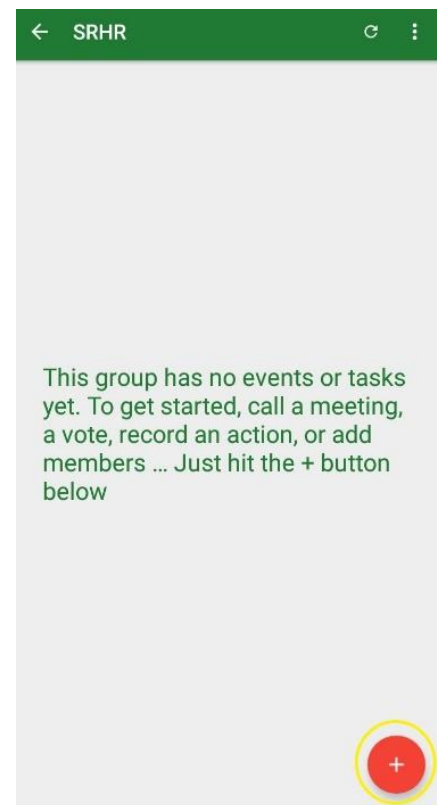 SRHR
This group has no events or tasks
yet. To get started, call a meeting,
a vote, record an action, or add
members ... Just hit the + button
below
+